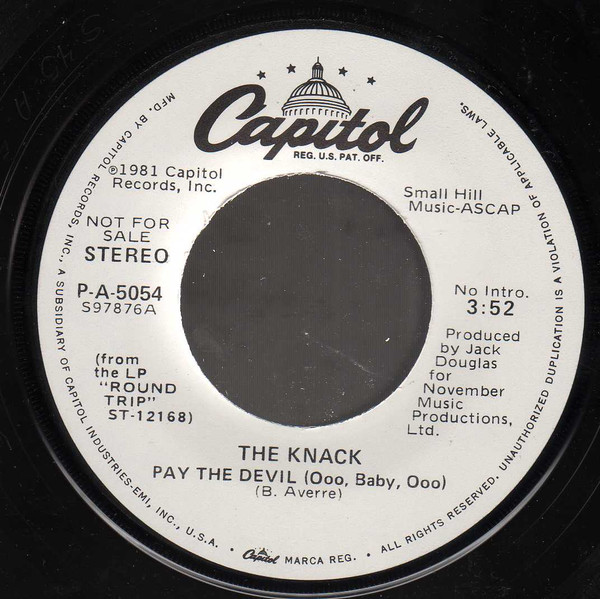 Capitol
REG. U.S. PAT. OFF.
℗1981 Capitol
Records, Inc.
NOT FOR
SALE
STEREO
P-A-5054
S97876A
(from
the LP
"ROUND
TRIP"
ST-12168)
Small Hill
Music-ASCAP
No Intro.
3:52
Produced
by Jack
Douglas
for
November
Music
Productions,
Ltd.
THE KNACK
PAY THE DEVIL (Ooo, Baby, Ooo)
(B. Averre)
MFD. BY CAPITOL RECORDS, INC., A SUBSIDIARY OF CAPITOL INDUSTRIES-EMI, INC., U.S.A. • Capitol MARCA REG. • ALL RIGHTS RESERVED. UNAUTHORIZED DUPLICATION IS A VIOLATION OF APPLICABLE LAWS.